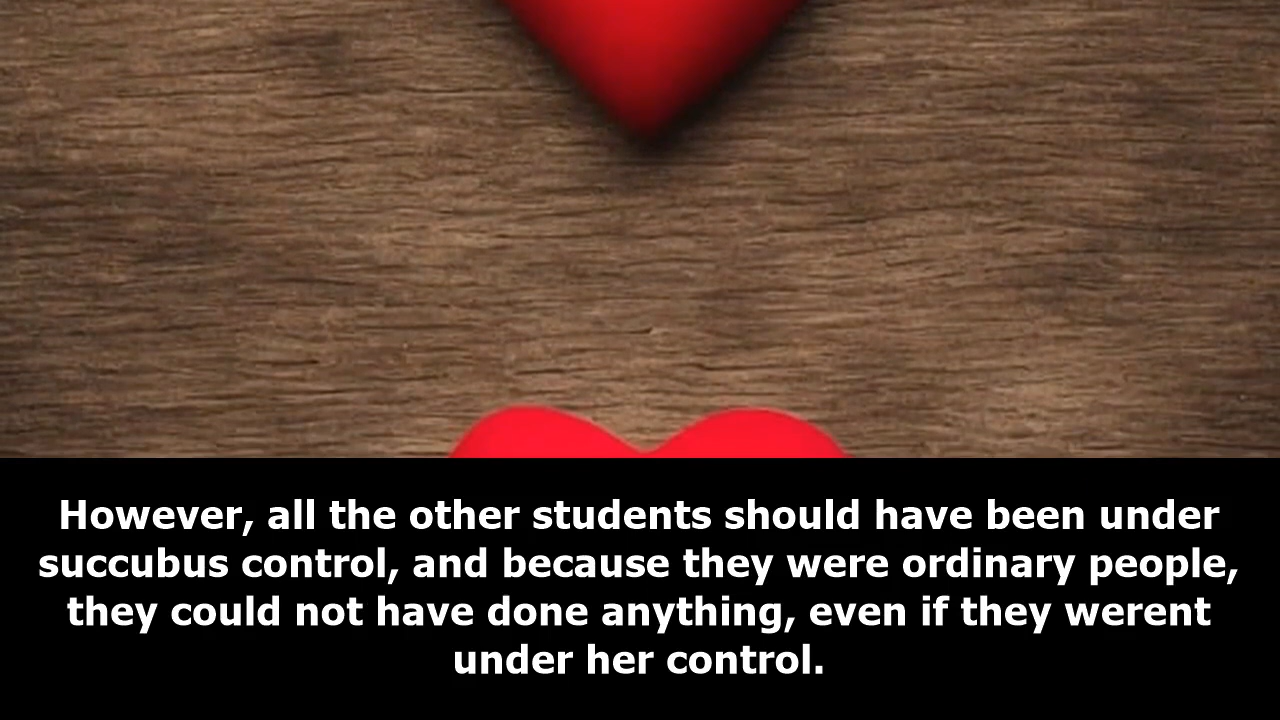 However, all the other students should have been under
succubus control, and because they were ordinary people,
they could not have done anything, even if they werent
under her control.